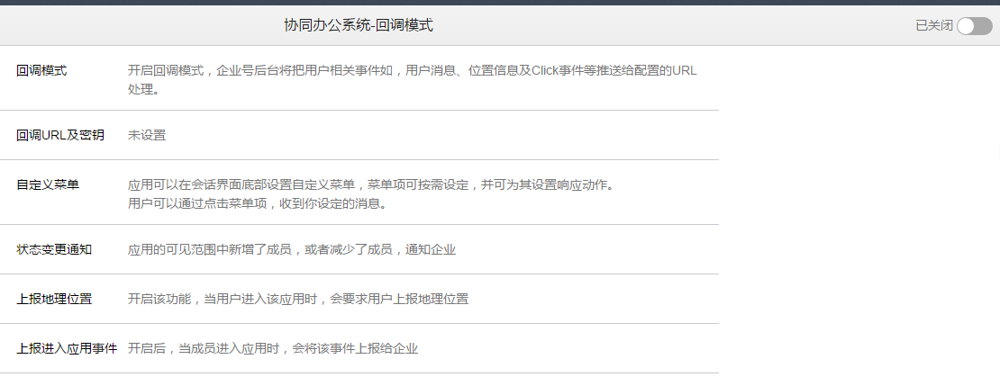 协同办公系统-回调模式
已关闭
回调模式
开启回调模式，企业号后台将把用户相关事件如，用户消息、位置信息及Click事件等推送给配置的URL
处理。
回调URL及密钥
未设置
自定义菜单
应用可以在会话界面底部设置自定义菜单，菜单项可按需设定，并可为其设置响应动作。
用户可以通过点击菜单项，收到你设定的消息。
状态变更通知
应用的可见范围中新增了成员，或者减少了成员，通知企业
上报地理位置
开启该功能，当用户进入该应用时，会要求用户上报地理位置
上报进入应用事件
开启后，当成员进入应用时，会将该事件上报给企业